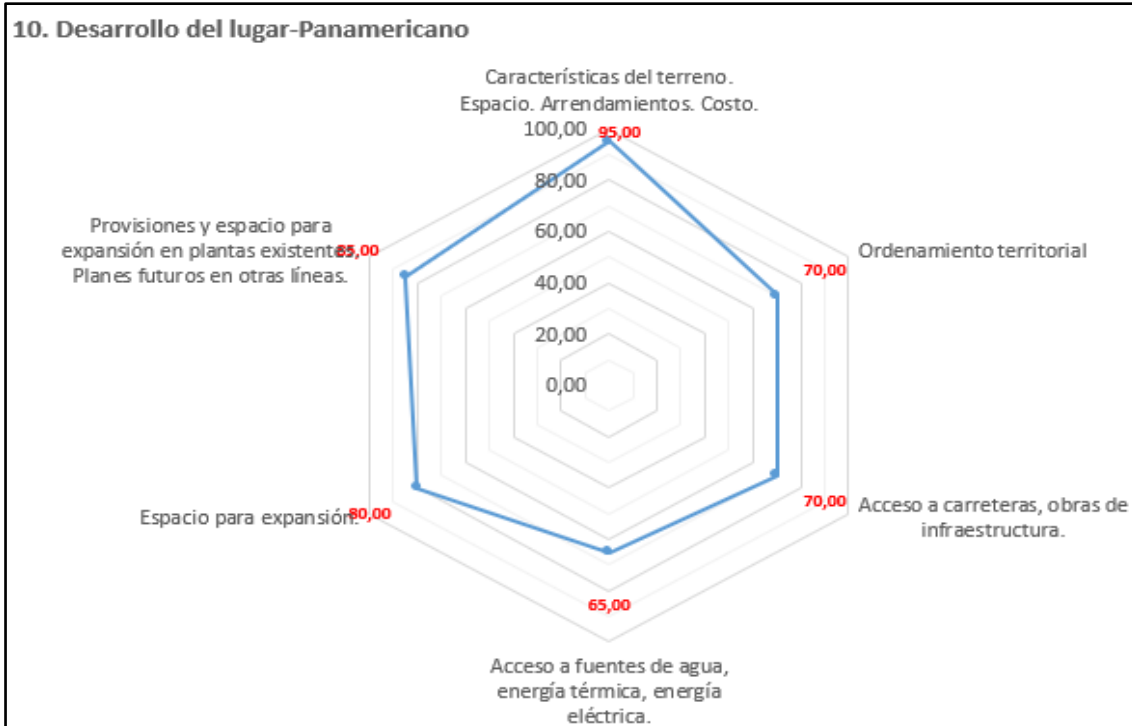 10. Desarrollo del lugar-Panamericano
Características del terreno.
Espacio. Arrendamientos. Costo.
100,00
95,00
80,00
60,00
40,00
20,00
0,00
Provisiones y espacio para
expansión en plantas existentes,
Planes futuros en otras líneas.
85,00
Ordenamiento territorial
70,00
Espacio para expansión.
80,00
70,00
Acceso a carreteras, obras de
infraestructura.
65,00
Acceso a fuentes de agua,
energía térmica, energía
eléctrica.